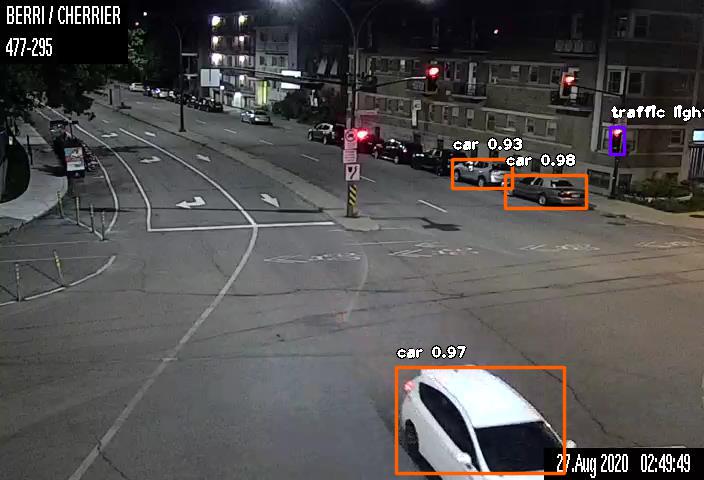 BERRI / CHERRIER
477-295
traffic ligh
car 0.93
car 0.98
car 0.97
27.Aug 2020 02:49:49